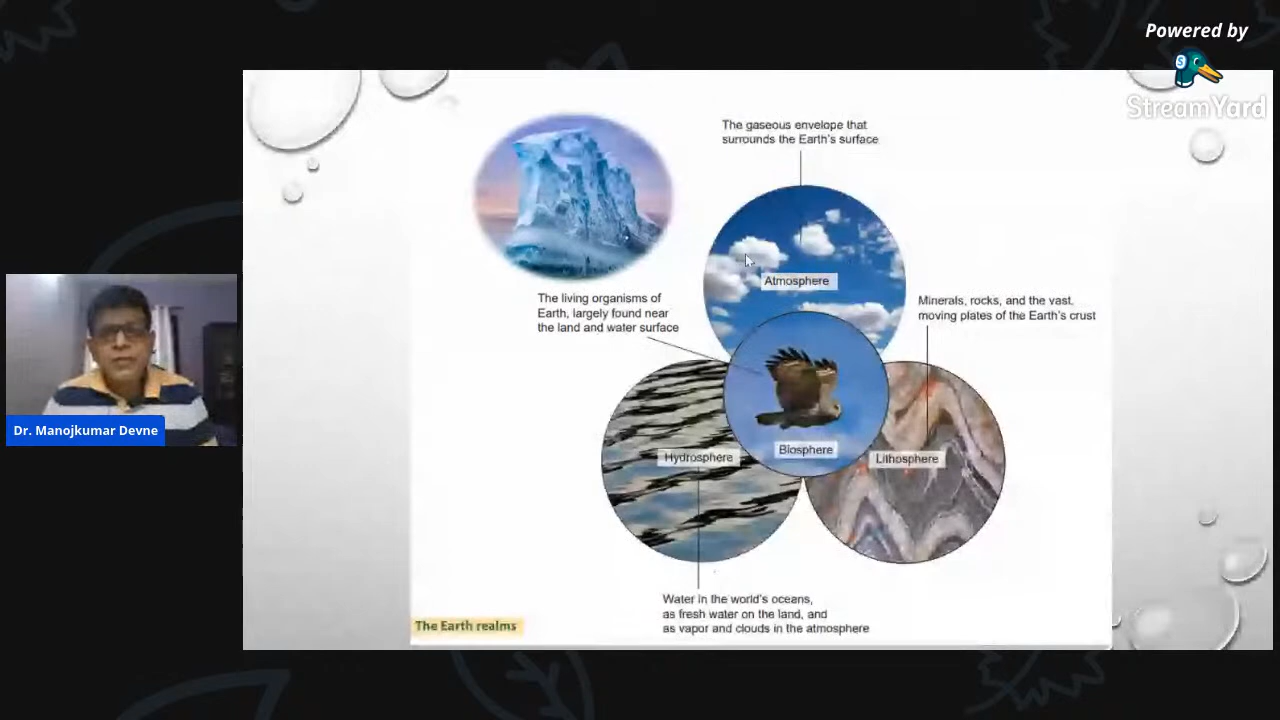 Powered by
StreamYard
The gaseous envelope that
surrounds the Earth's surface
Atmosphere
The living organisms of
Earth, largely found near
the land and water surface
Minerals, rocks, and the vast,
moving plates of the Earth's crust
Biosphere
Hydrosphere
Lithosphere
Dr. Manojkumar Devne
Water in the world's oceans,
as fresh water on the land, and
as vapor and clouds in the atmosphere
The Earth realms